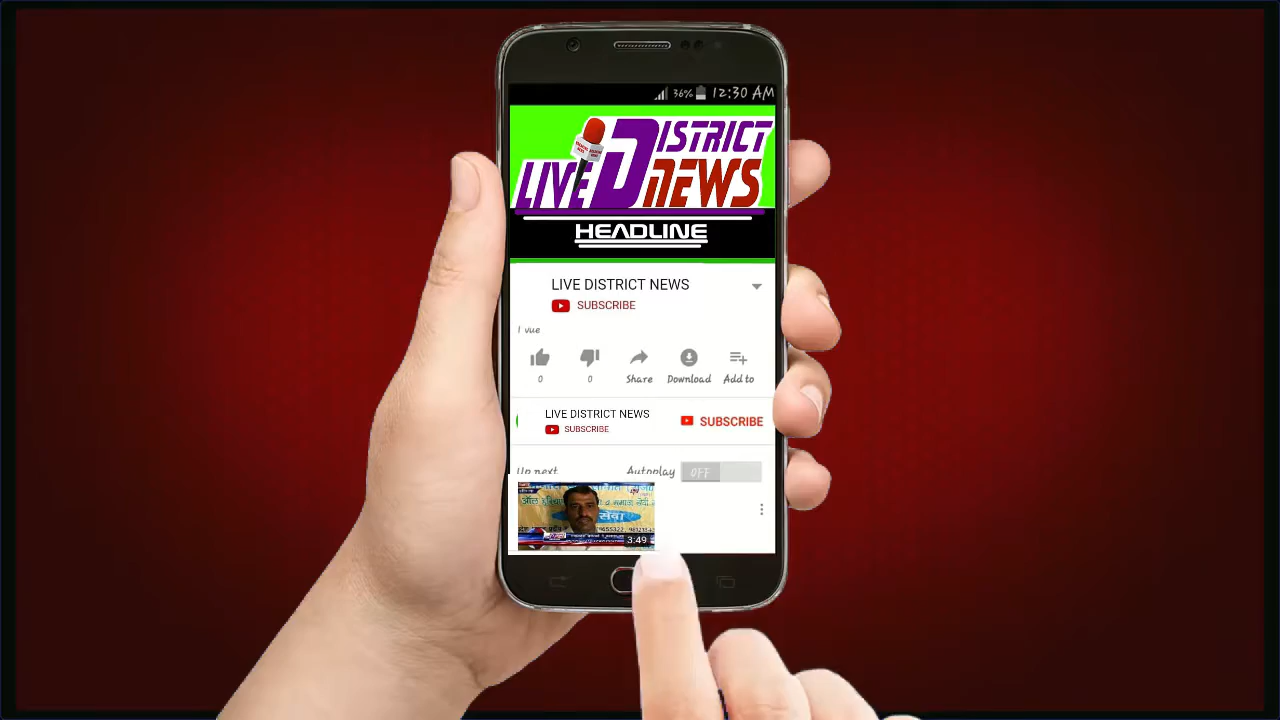 36% 12:30 AM
LIVE DISTRICT NEWS
HEADLINE
LIVE DISTRICT NEWS
SUBSCRIBE
1 vue
0 0 Share Download Add to
LIVE DISTRICT NEWS
SUBSCRIBE
SUBSCRIBE
Up next Autoplay OFF
3:49